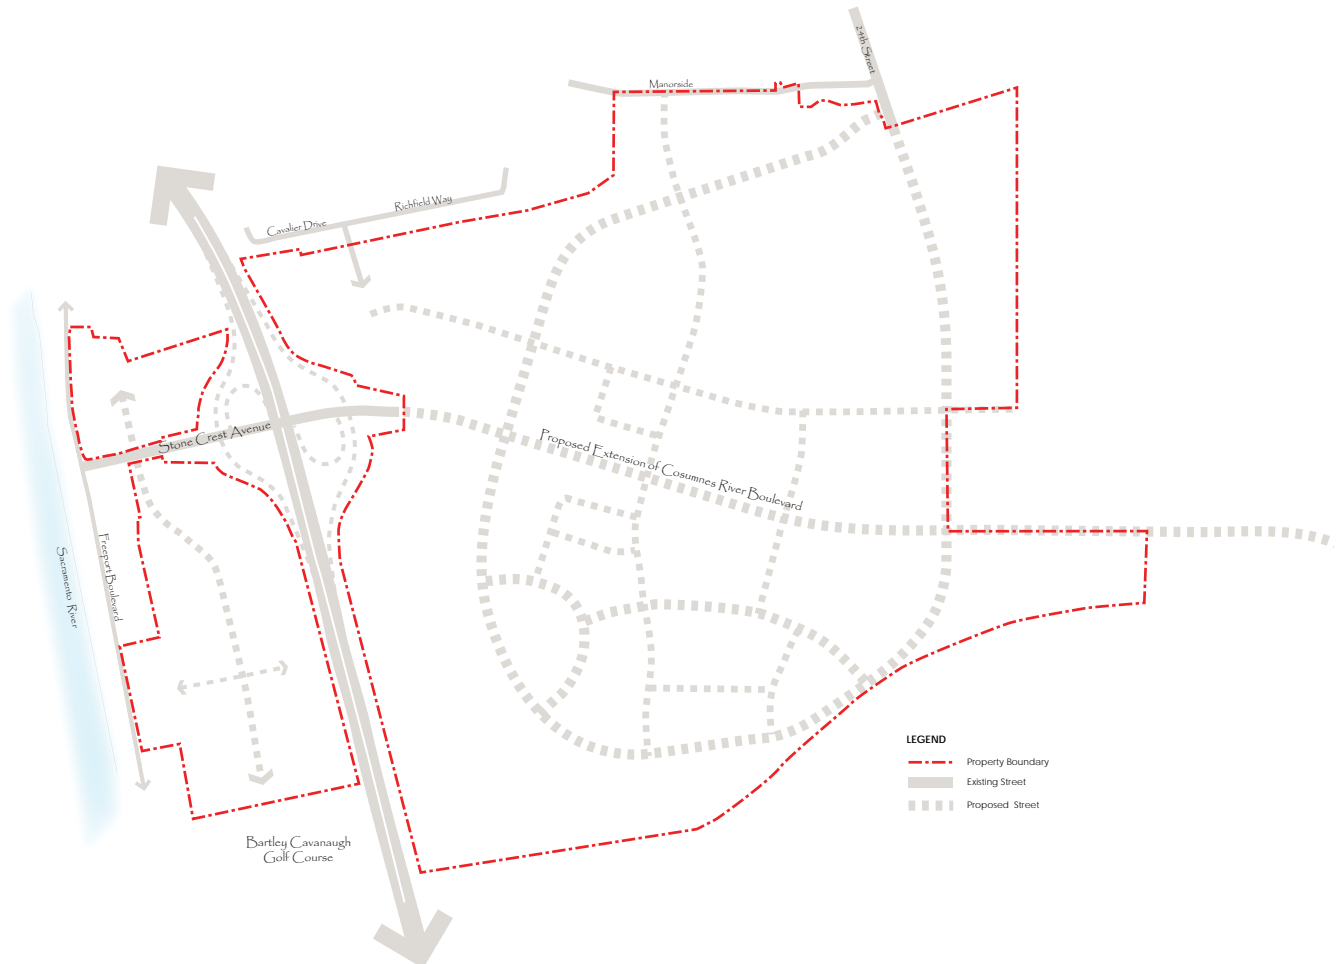 24th Street
Manorside
Richfield Way
Cavalier Drive
Stone Crest Avenue
Proposed Extension of Cosumnes River Boulevard
Freeport Boulevard
Sacramento River
LEGEND
Property Boundary
Existing Street
Proposed Street
Bartley Cavanaugh
Golf Course